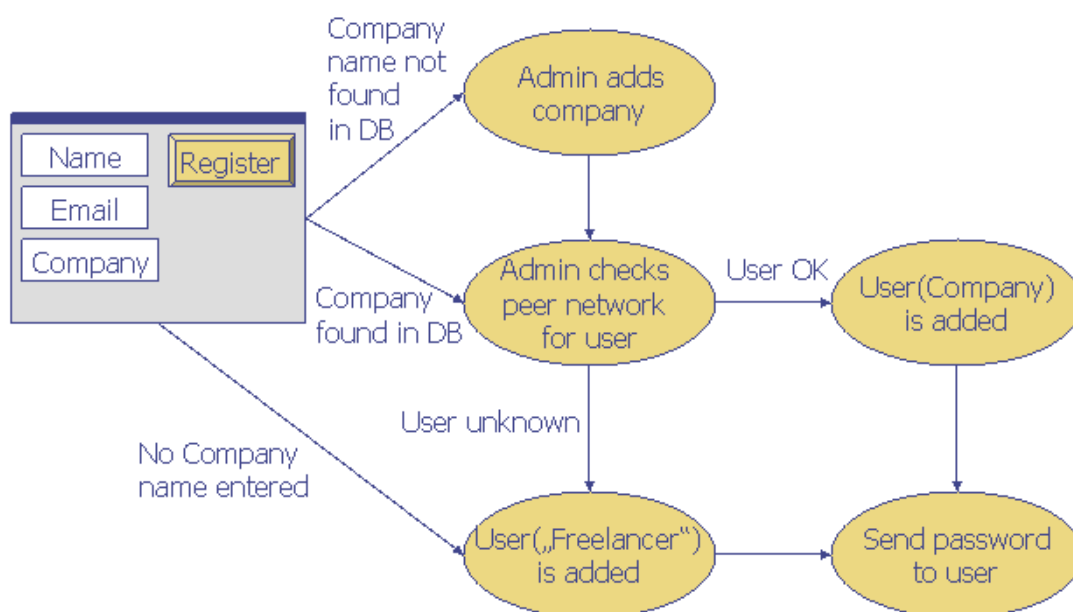 Company
name not
found
in DB
Admin adds
company
Name
Register
Email
Company
Admin checks
peer network
for user
User OK
User(Company)
is added
Company
found in DB
User unknown
No Company
name entered
User(„Freelancer“)
is added
Send password
to user